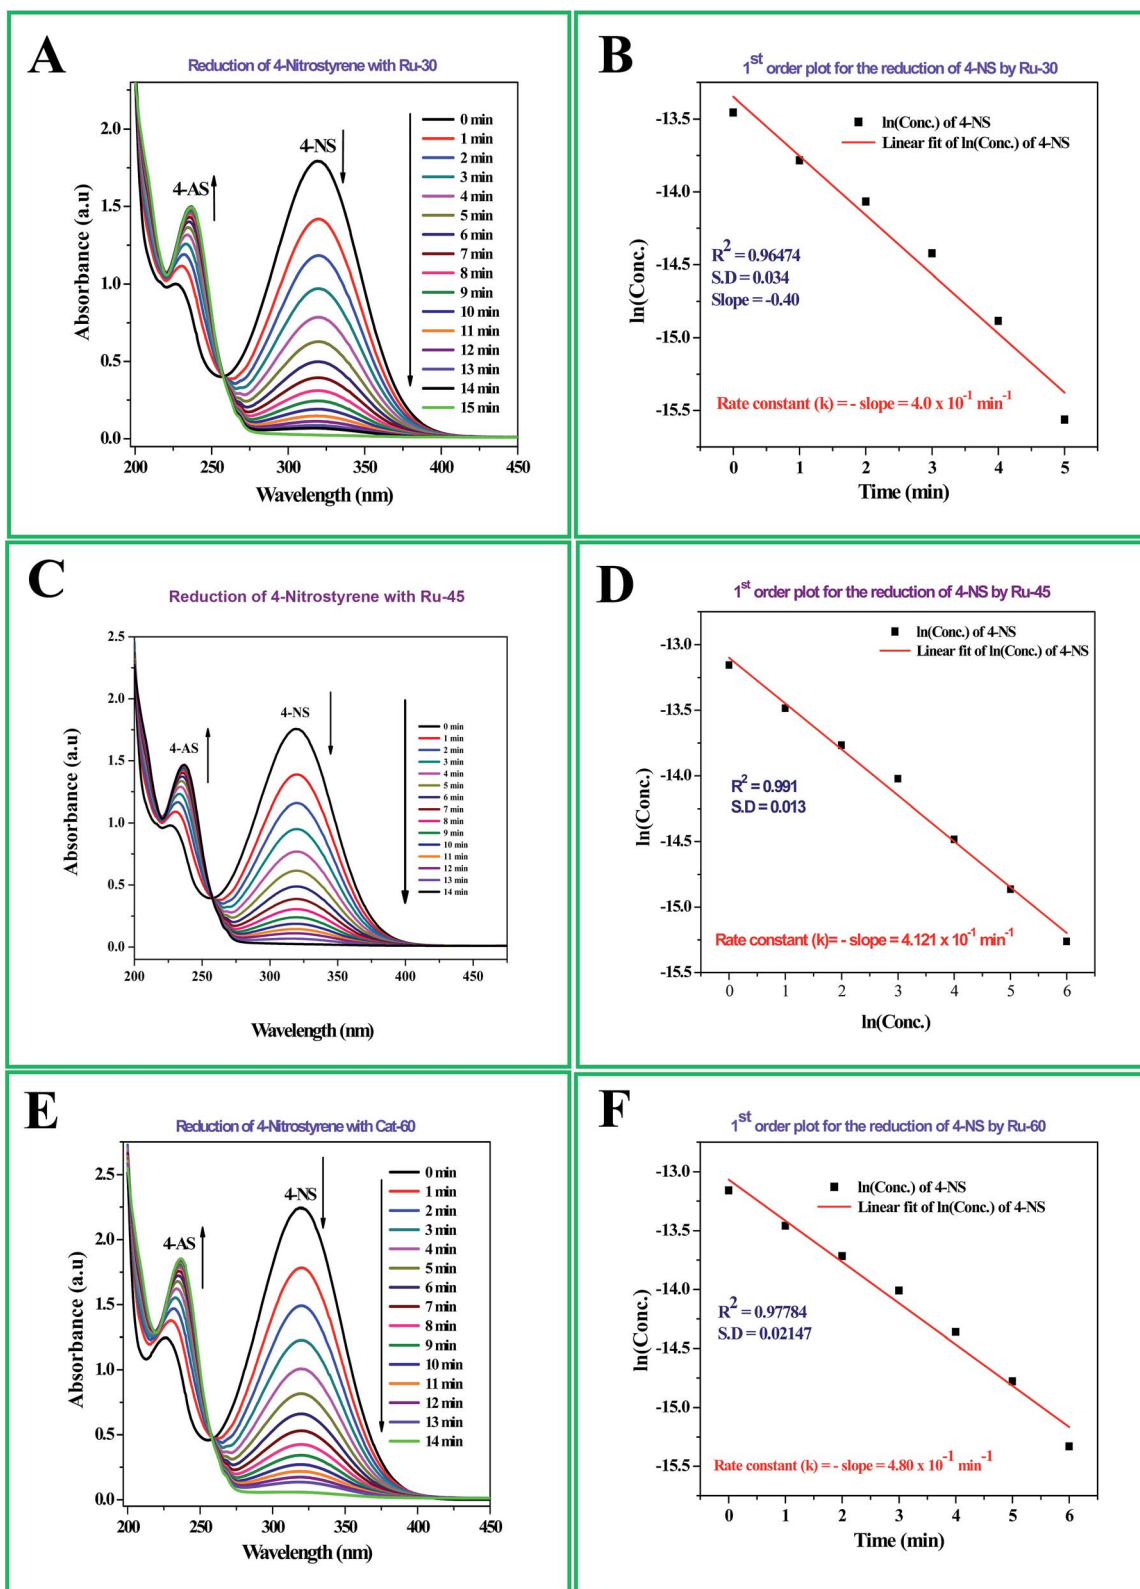 A
Reduction of 4-Nitrostyrene with Ru-30
4-NS
4-AS
0 min
1 min
2 min
3 min
4 min
5 min
6 min
7 min
8 min
9 min
10 min
11 min
12 min
13 min
14 min
15 min
2.0
1.5
1.0
0.5
0.0
Absorbance (a.u)
200 250 300 350 400 450
Wavelength (nm)
B
1st order plot for the reduction of 4-NS by Ru-30
ln(Conc.) of 4-NS
Linear fit of ln(Conc.) of 4-NS
R2 = 0.96474
S.D = 0.034
Slope = -0.40
Rate constant (k) = - slope = 4.0 x 10-1 min-1
-13.5
-14.0
-14.5
-15.0
-15.5
ln(Conc.)
0 1 2 3 4 5
Time (min)
C
Reduction of 4-Nitrostyrene with Ru-45
4-NS
4-AS
0 min
1 min
2 min
3 min
4 min
5 min
6 min
7 min
8 min
9 min
10 min
11 min
12 min
13 min
14 min
2.5
2.0
1.5
1.0
0.5
0.0
Absorbance (a.u)
200 250 300 350 400 450
Wavelength (nm)
D
1st order plot for the reduction of 4-NS by Ru-45
ln(Conc.) of 4-NS
Linear fit of ln(Conc.) of 4-NS
R2 = 0.991
S.D = 0.013
Rate constant (k)= - slope = 4.121 x 10-1 min-1
-13.0
-13.5
-14.0
-14.5
-15.0
-15.5
ln(Conc.)
0 1 2 3 4 5 6
ln(Conc.)
E
Reduction of 4-Nitrostyrene with Cat-60
4-NS
4-AS
0 min
1 min
2 min
3 min
4 min
5 min
6 min
7 min
8 min
9 min
10 min
11 min
12 min
13 min
14 min
2.5
2.0
1.5
1.0
0.5
0.0
Absorbance (a.u)
200 250 300 350 400 450
Wavelength (nm)
F
1st order plot for the reduction of 4-NS by Ru-60
ln(Conc.) of 4-NS
Linear fit of ln(Conc.) of 4-NS
R2 = 0.97784
S.D = 0.02147
Rate constant (k) = - slope = 4.80 x 10-1 min-1
-13.0
-13.5
-14.0
-14.5
-15.0
-15.5
ln(Conc.)
0 1 2 3 4 5 6
Time (min)